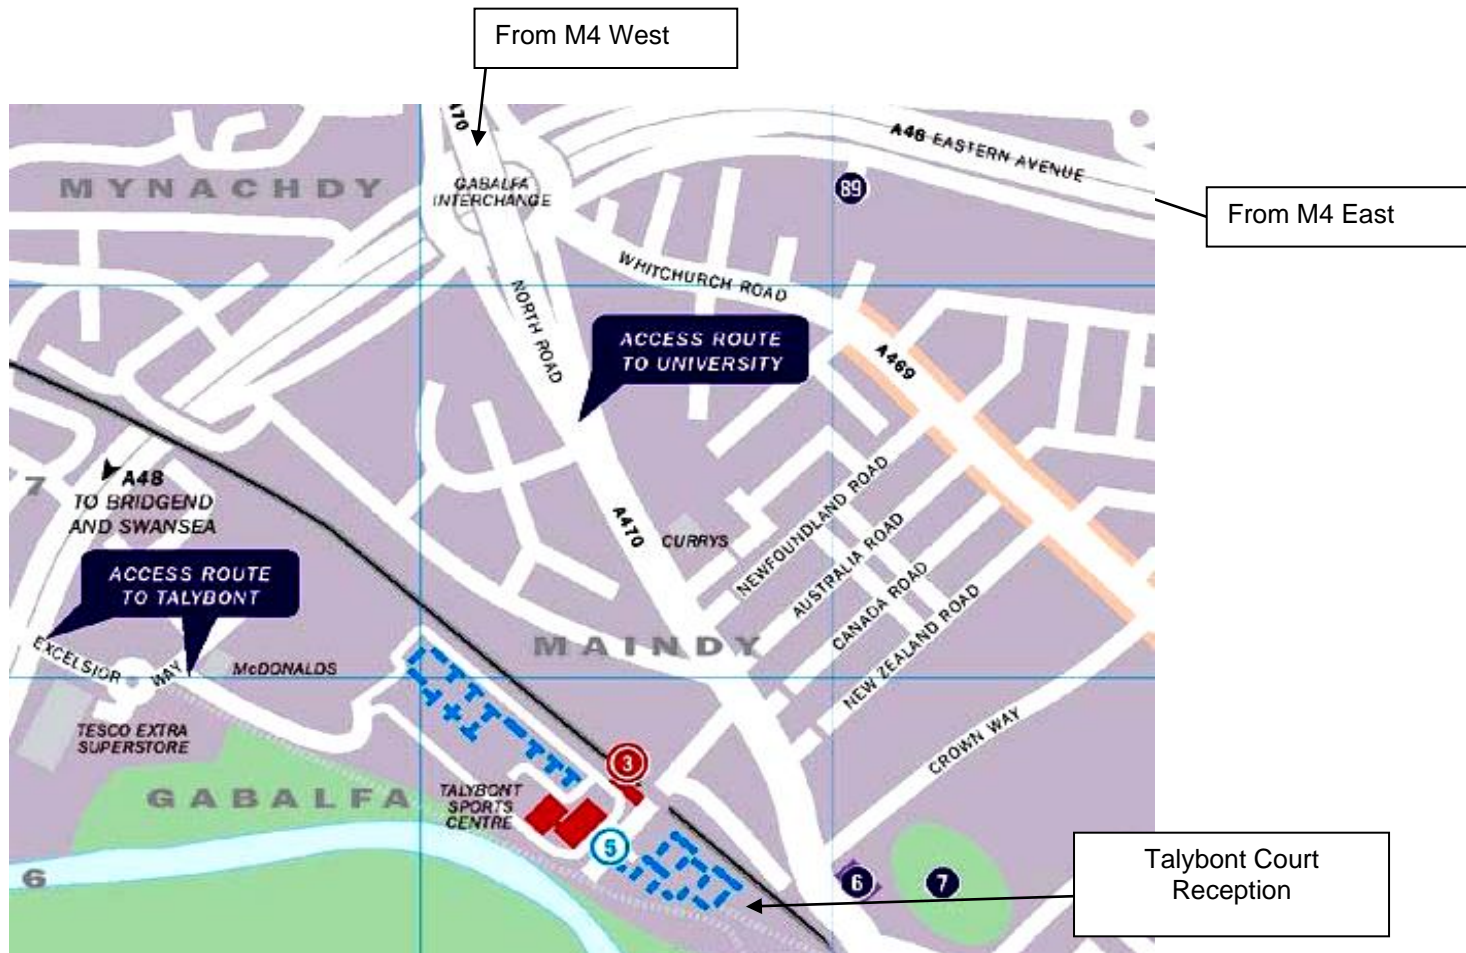 From M4 West
A470
A48 EASTERN AVENUE
MYNACHDY
GABALFA
INTERCHANGE
89
From M4 East
WHITCHURCH ROAD
NORTH ROAD
ACCESS ROUTE
TO UNIVERSITY
A469
7
A48
TO BRIDGEND
AND SWANSEA
A470
CURRYS
NEWFOUNDLAND ROAD
AUSTRALIA ROAD
CANADA ROAD
NEW ZEALAND ROAD
ACCESS ROUTE
TO TALYBONT
EXCELSIOR WAY
McDONALDS
MAINDY
TESCO EXTRA
SUPERSTORE
CROWN WAY
3
GABALFA
TALYBONT
SPORTS
CENTRE
5
6
6
7
Talybont Court
Reception